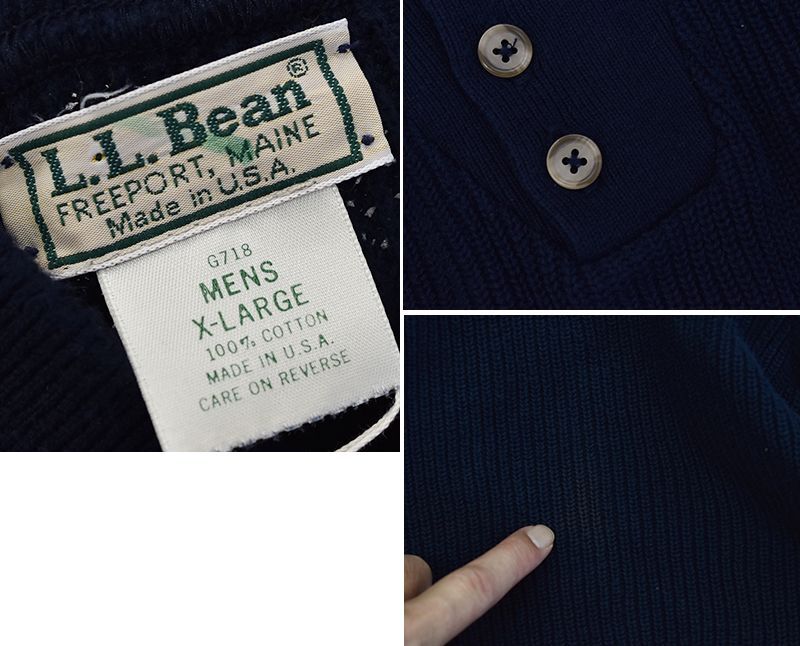 L.L.Bean®
FREEPORT, MAINE
Made in U.S.A.
G718
MENS
X-LARGE
100% COTTON
MADE IN U.S.A.
CARE ON REVERSE